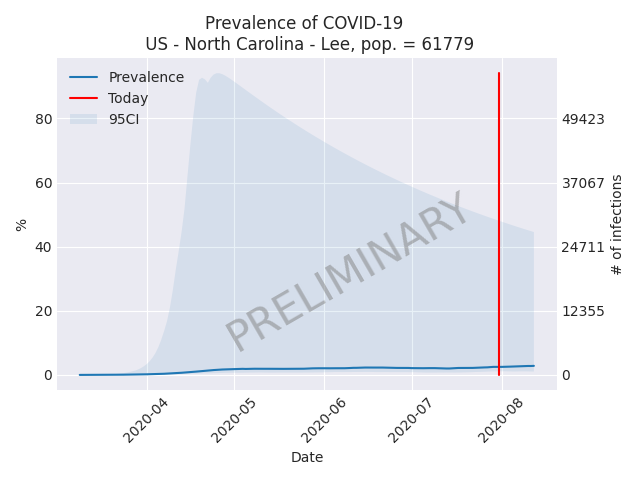 Prevalence of COVID-19
US - North Carolina - Lee, pop. = 61779
Prevalence
Today
95CI
%
80
60
40
20
0
49423
37067
24711
12355
0
# of infections
PRELIMINARY
2020-04
2020-05
2020-06
2020-07
2020-08
Date